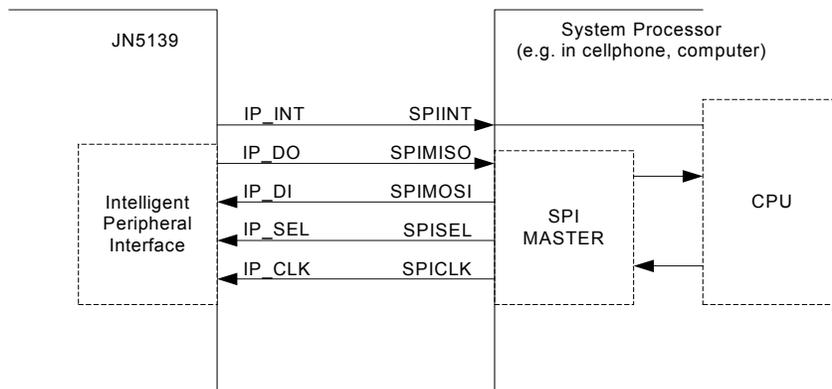 JN5139
System Processor
(e.g. in cellphone, computer)
IP_INT SPIINT
IP_DO SPIMISO
IP_DI SPIMOSI
IP_SEL SPISEL
IP_CLK SPICLK
Intelligent
Peripheral
Interface
SPI
MASTER
CPU